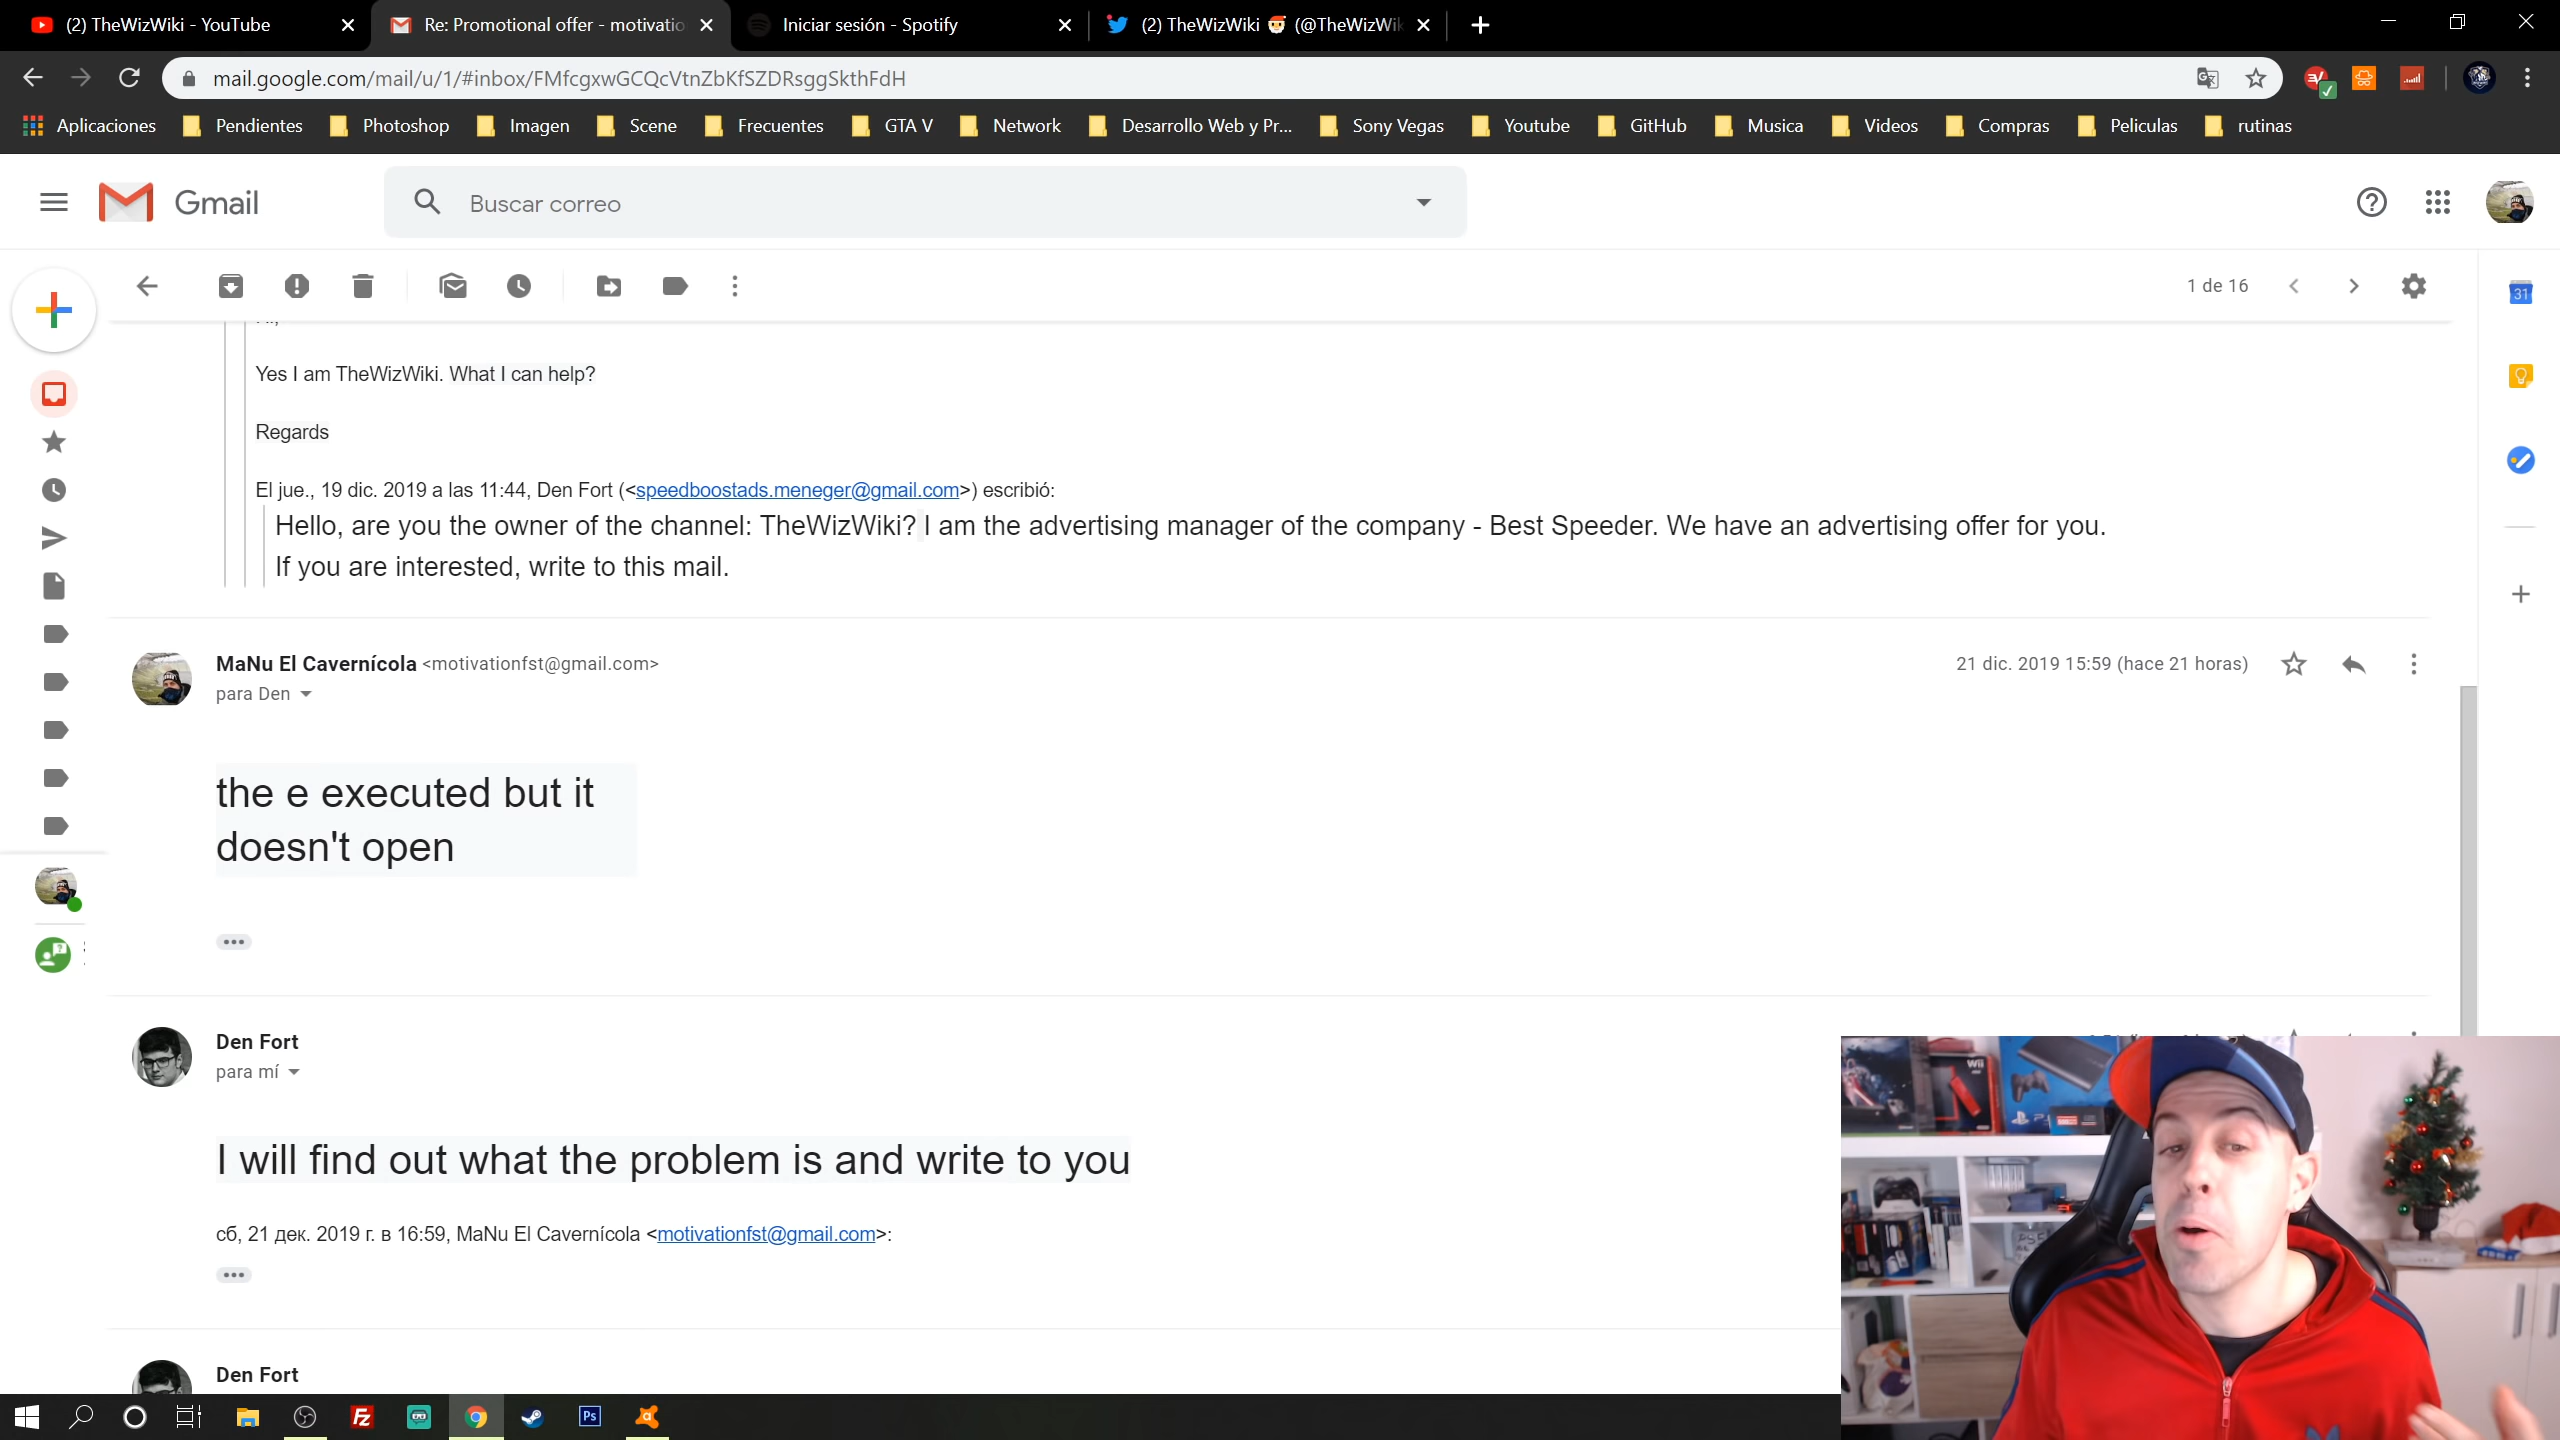 (2) TheWizWiki - YouTube
Re: Promotional offer - motivatio
Iniciar sesión - Spotify
(2) TheWizWiki 🎅 (@TheWizWik
mail.google.com/mail/u/1/#inbox/FMfcgxwGCQcVtnZbKfSZDRsggSkthFdH
Aplicaciones
Pendientes
Photoshop
Imagen
Scene
Frecuentes
GTA V
Network
Desarrollo Web y Pr...
Sony Vegas
Youtube
GitHub
Musica
Videos
Compras
Peliculas
rutinas
Gmail
Buscar correo
1 de 16
31
Yes I am TheWizWiki. What I can help?
Regards
El jue., 19 dic. 2019 a las 11:44, Den Fort (<speedboostads.meneger@gmail.com>) escribió:
Hello, are you the owner of the channel: TheWizWiki? I am the advertising manager of the company - Best Speeder. We have an advertising offer for you.
If you are interested, write to this mail.
MaNu El Cavernícola <motivationfst@gmail.com>
21 dic. 2019 15:59 (hace 21 horas)
para Den
the e executed but it
doesn't open
Den Fort
para mí
I will find out what the problem is and write to you
сб, 21 дек. 2019 г. в 16:59, MaNu El Cavernícola <motivationfst@gmail.com>:
Den Fort
Fz
Ps
Wii